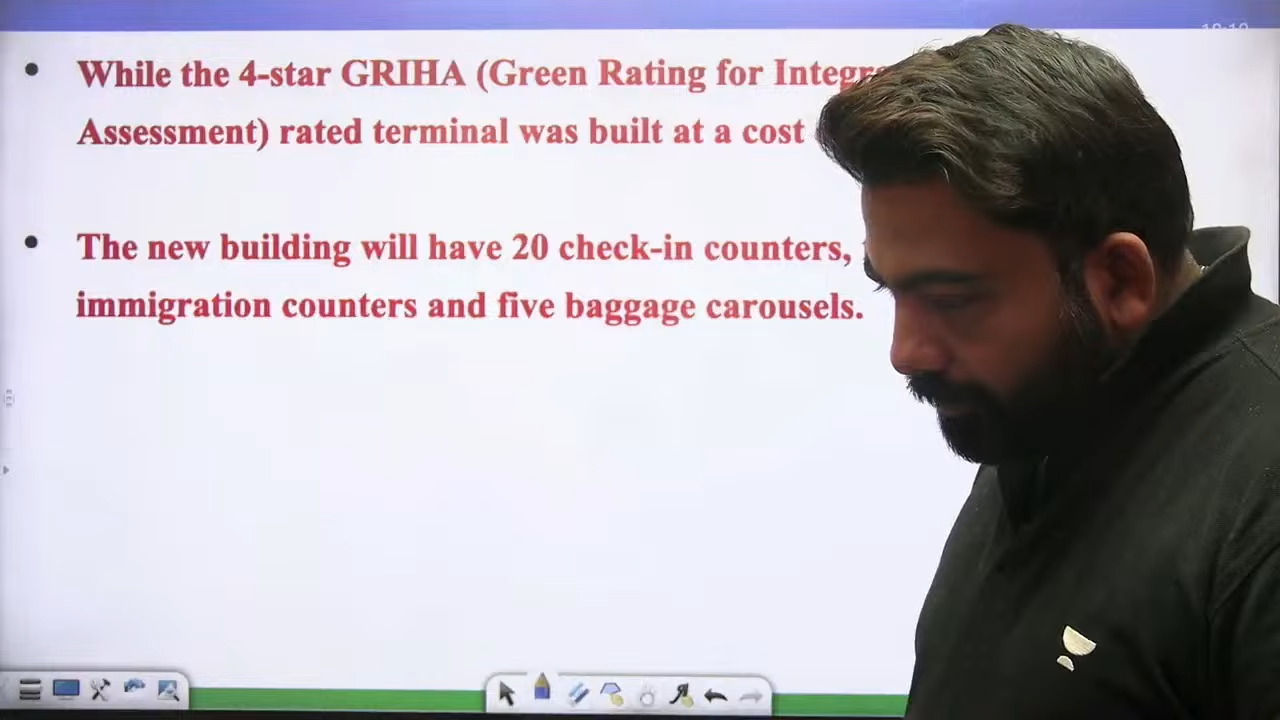 While the 4-star GRIHA (Green Rating for
Assessment) rated terminal was built at a cost
The new building will have 20 check-in counters,
immigration counters and five baggage carousels.